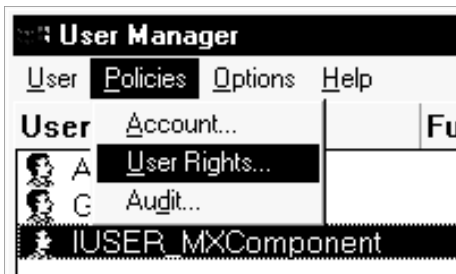 User Manager
User Policies Options Help
User Fu
Account...
A
User Rights...
G
Audit...
IUSER_MXComponent